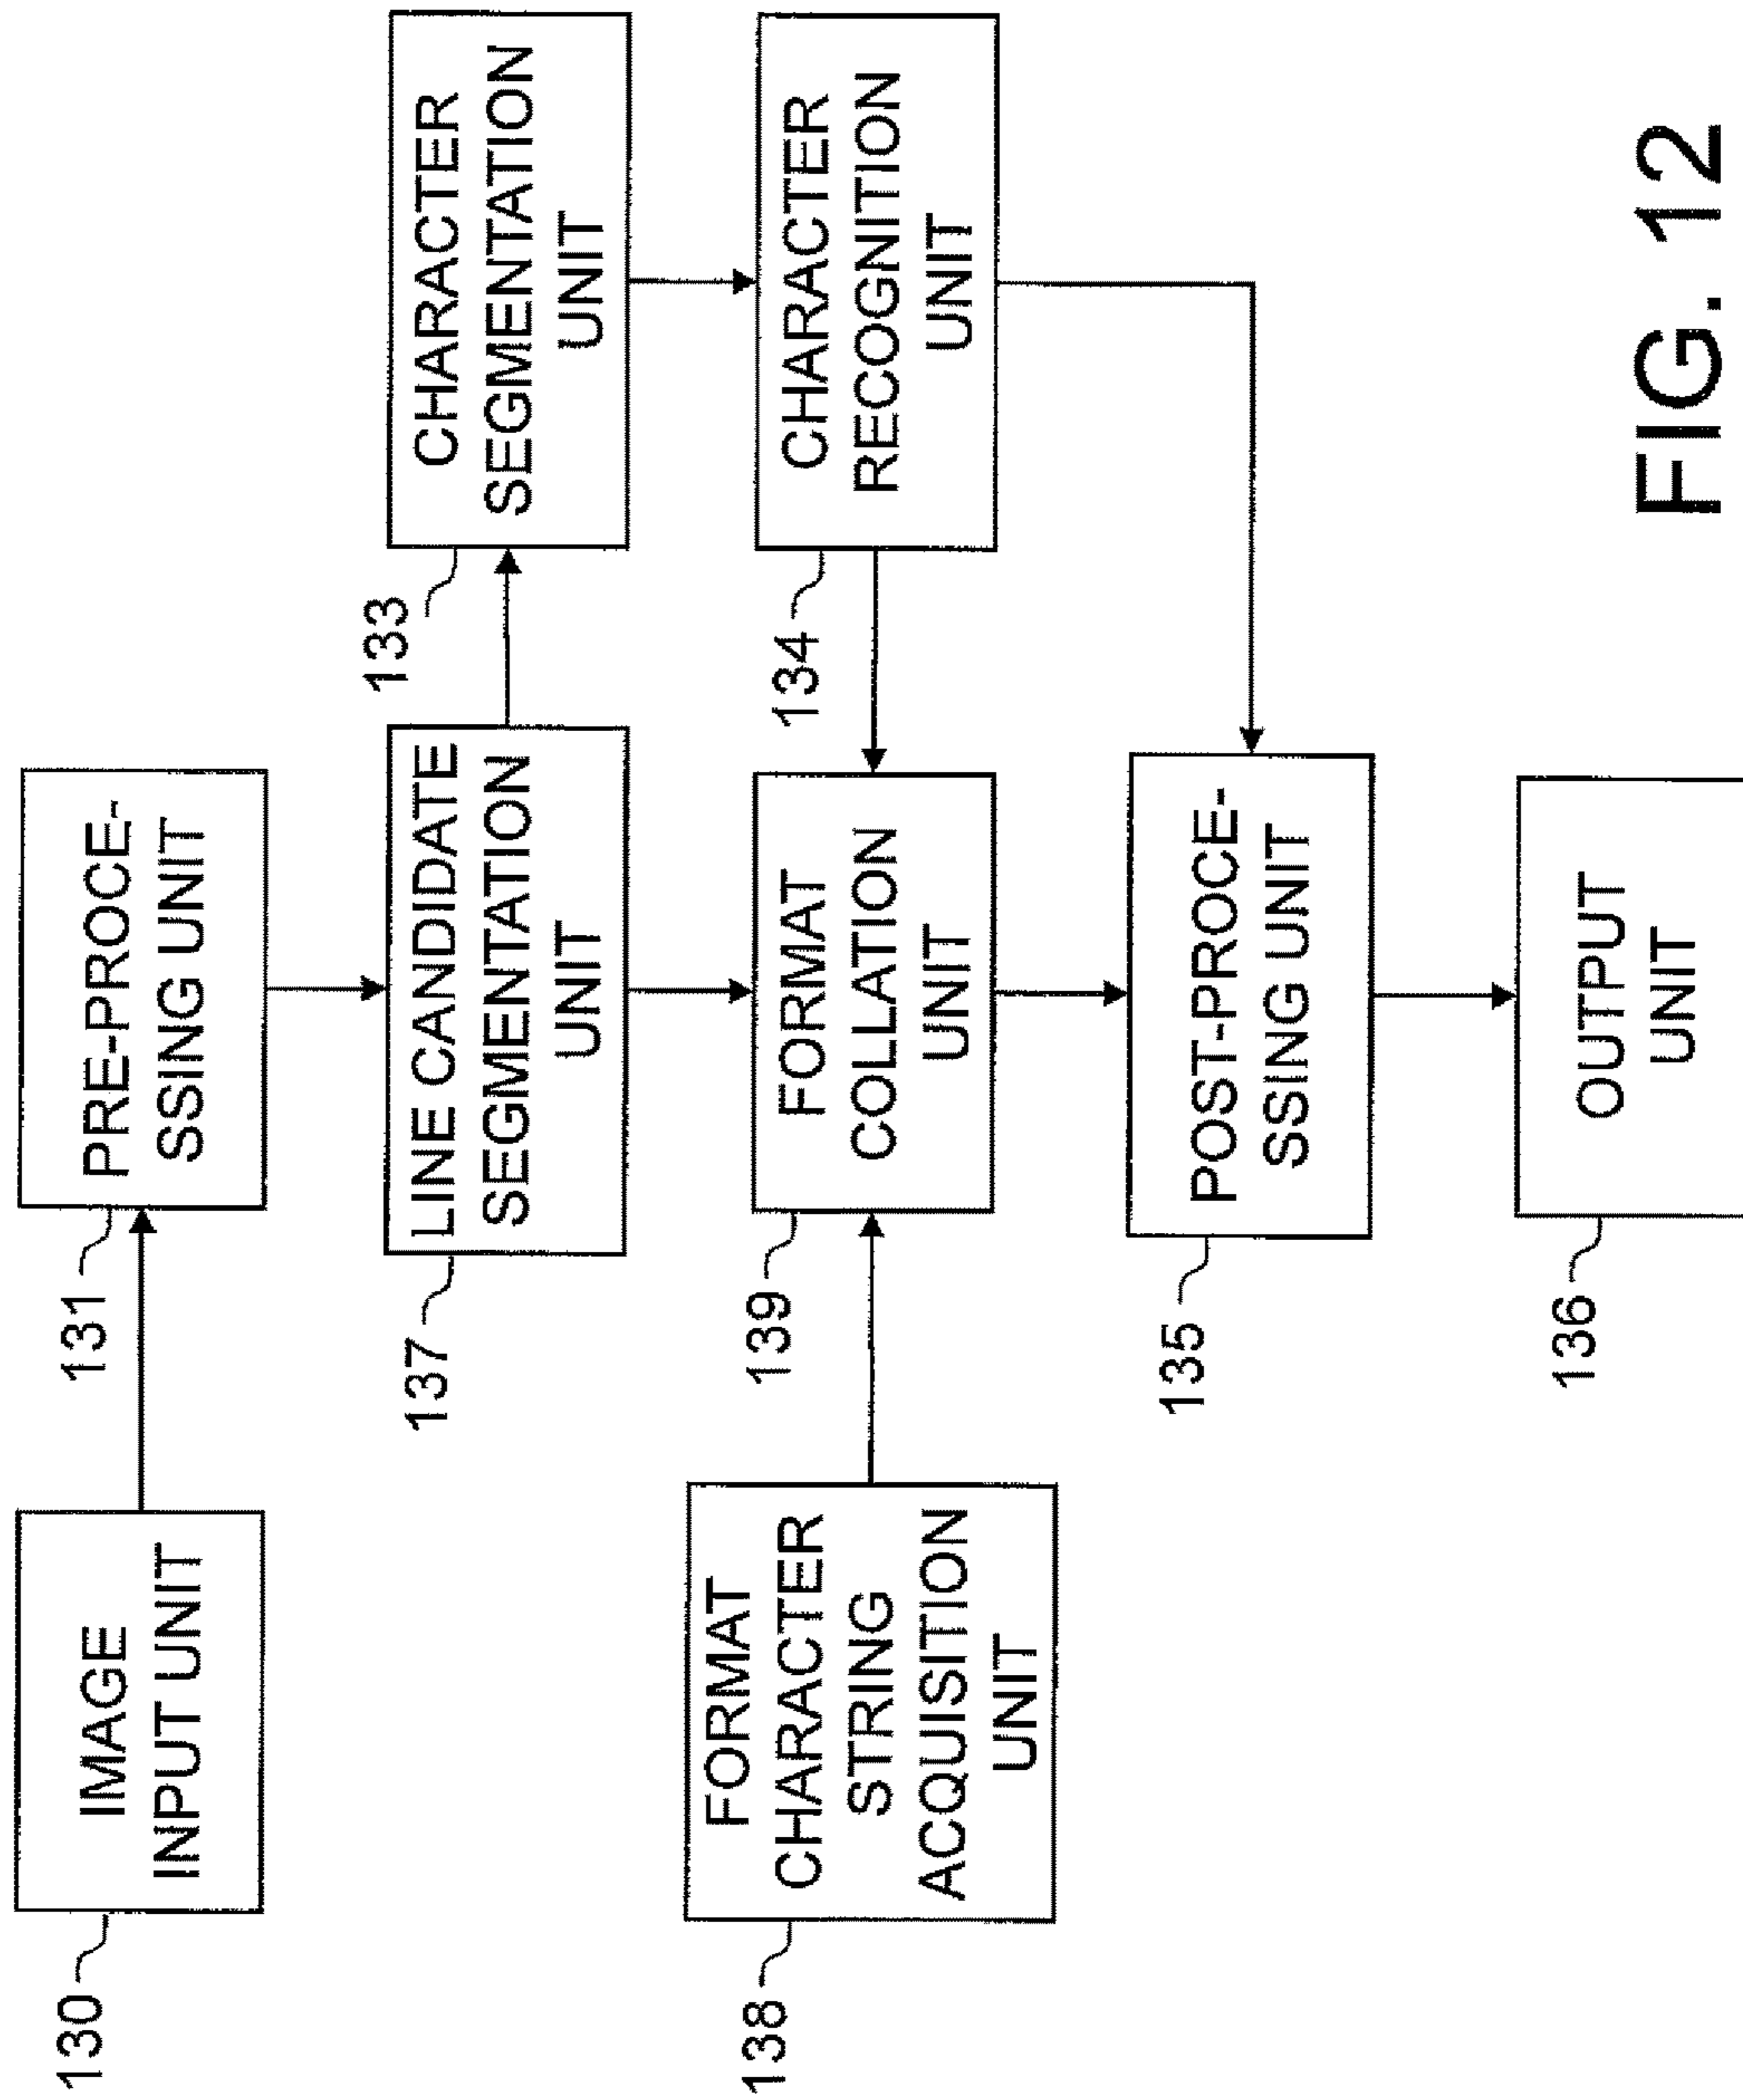 130
IMAGE
INPUT UNIT
131
PRE-PROCE-
SSING UNIT
137
LINE CANDIDATE
SEGMENTATION
UNIT
133
CHARACTER
SEGMENTATION
UNIT
138
FORMAT
CHARACTER
STRING
ACQUISITION
UNIT
139
FORMAT
COLLATION
UNIT
134
CHARACTER
RECOGNITION
UNIT
135
POST-PROCE-
SSING UNIT
136
OUTPUT
UNIT
FIG. 12